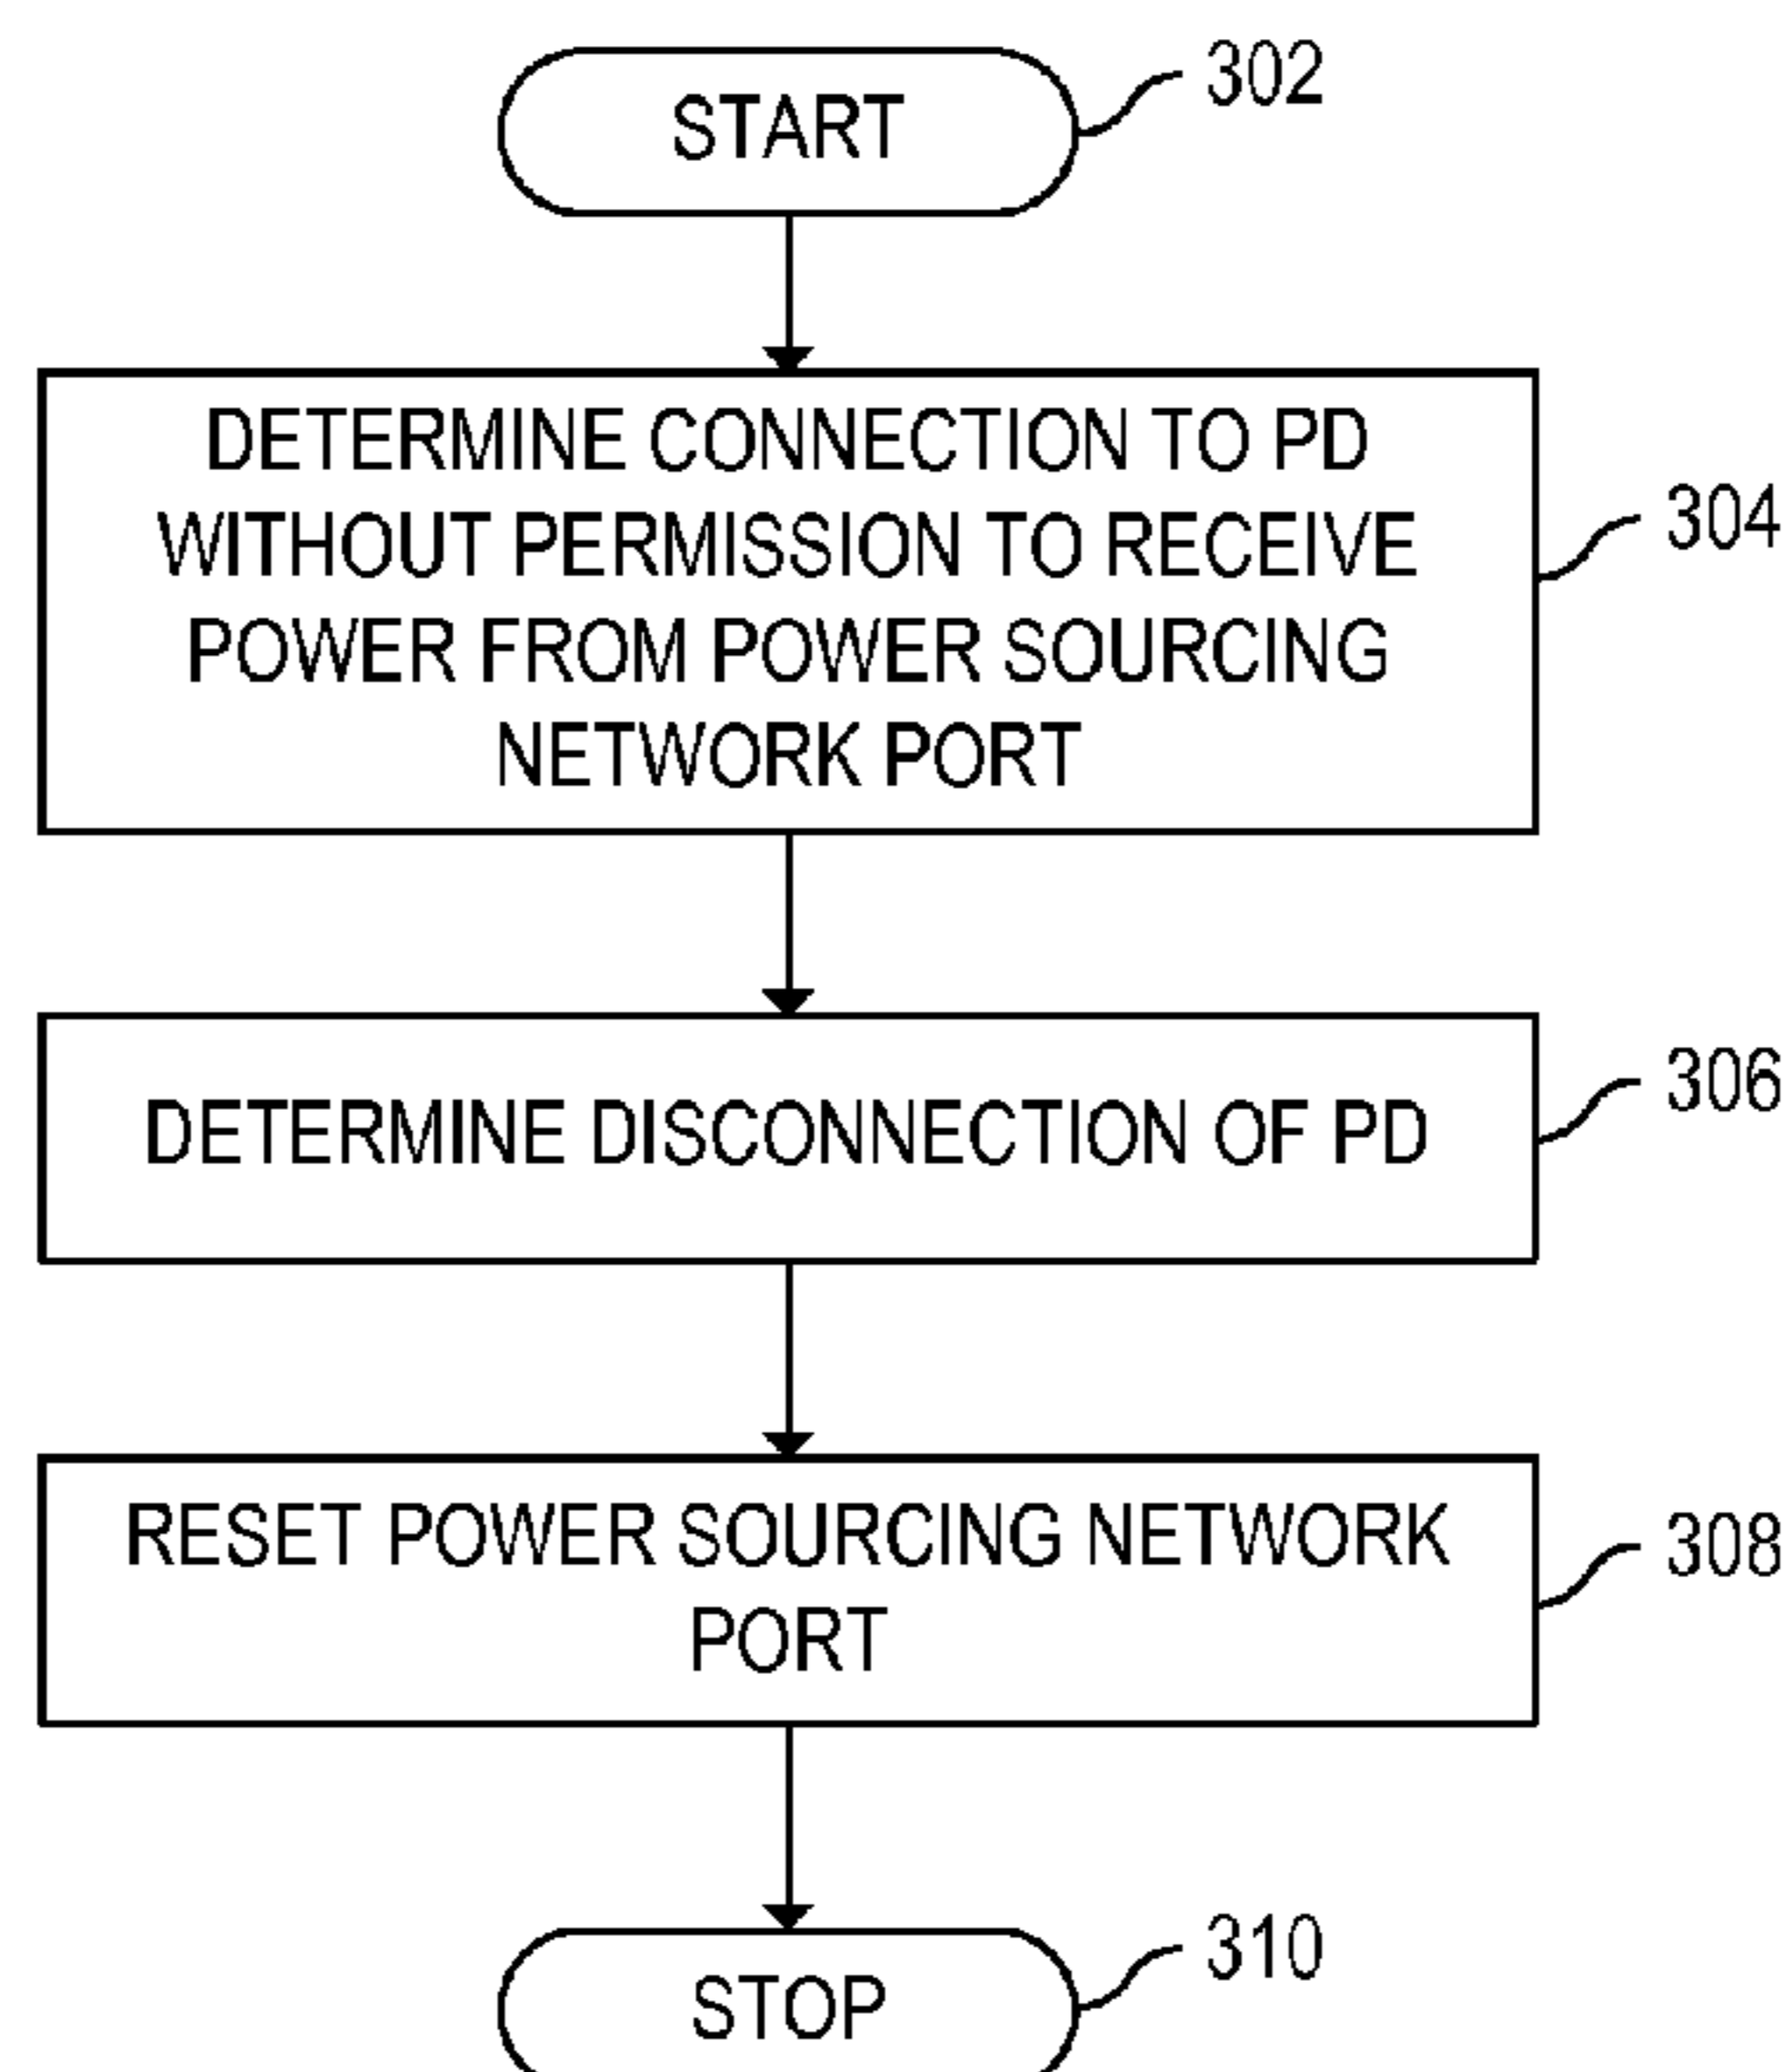 START
302
DETERMINE CONNECTION TO PD
WITHOUT PERMISSION TO RECEIVE
POWER FROM POWER SOURCING
NETWORK PORT
304
DETERMINE DISCONNECTION OF PD
306
RESET POWER SOURCING NETWORK
PORT
308
STOP
310